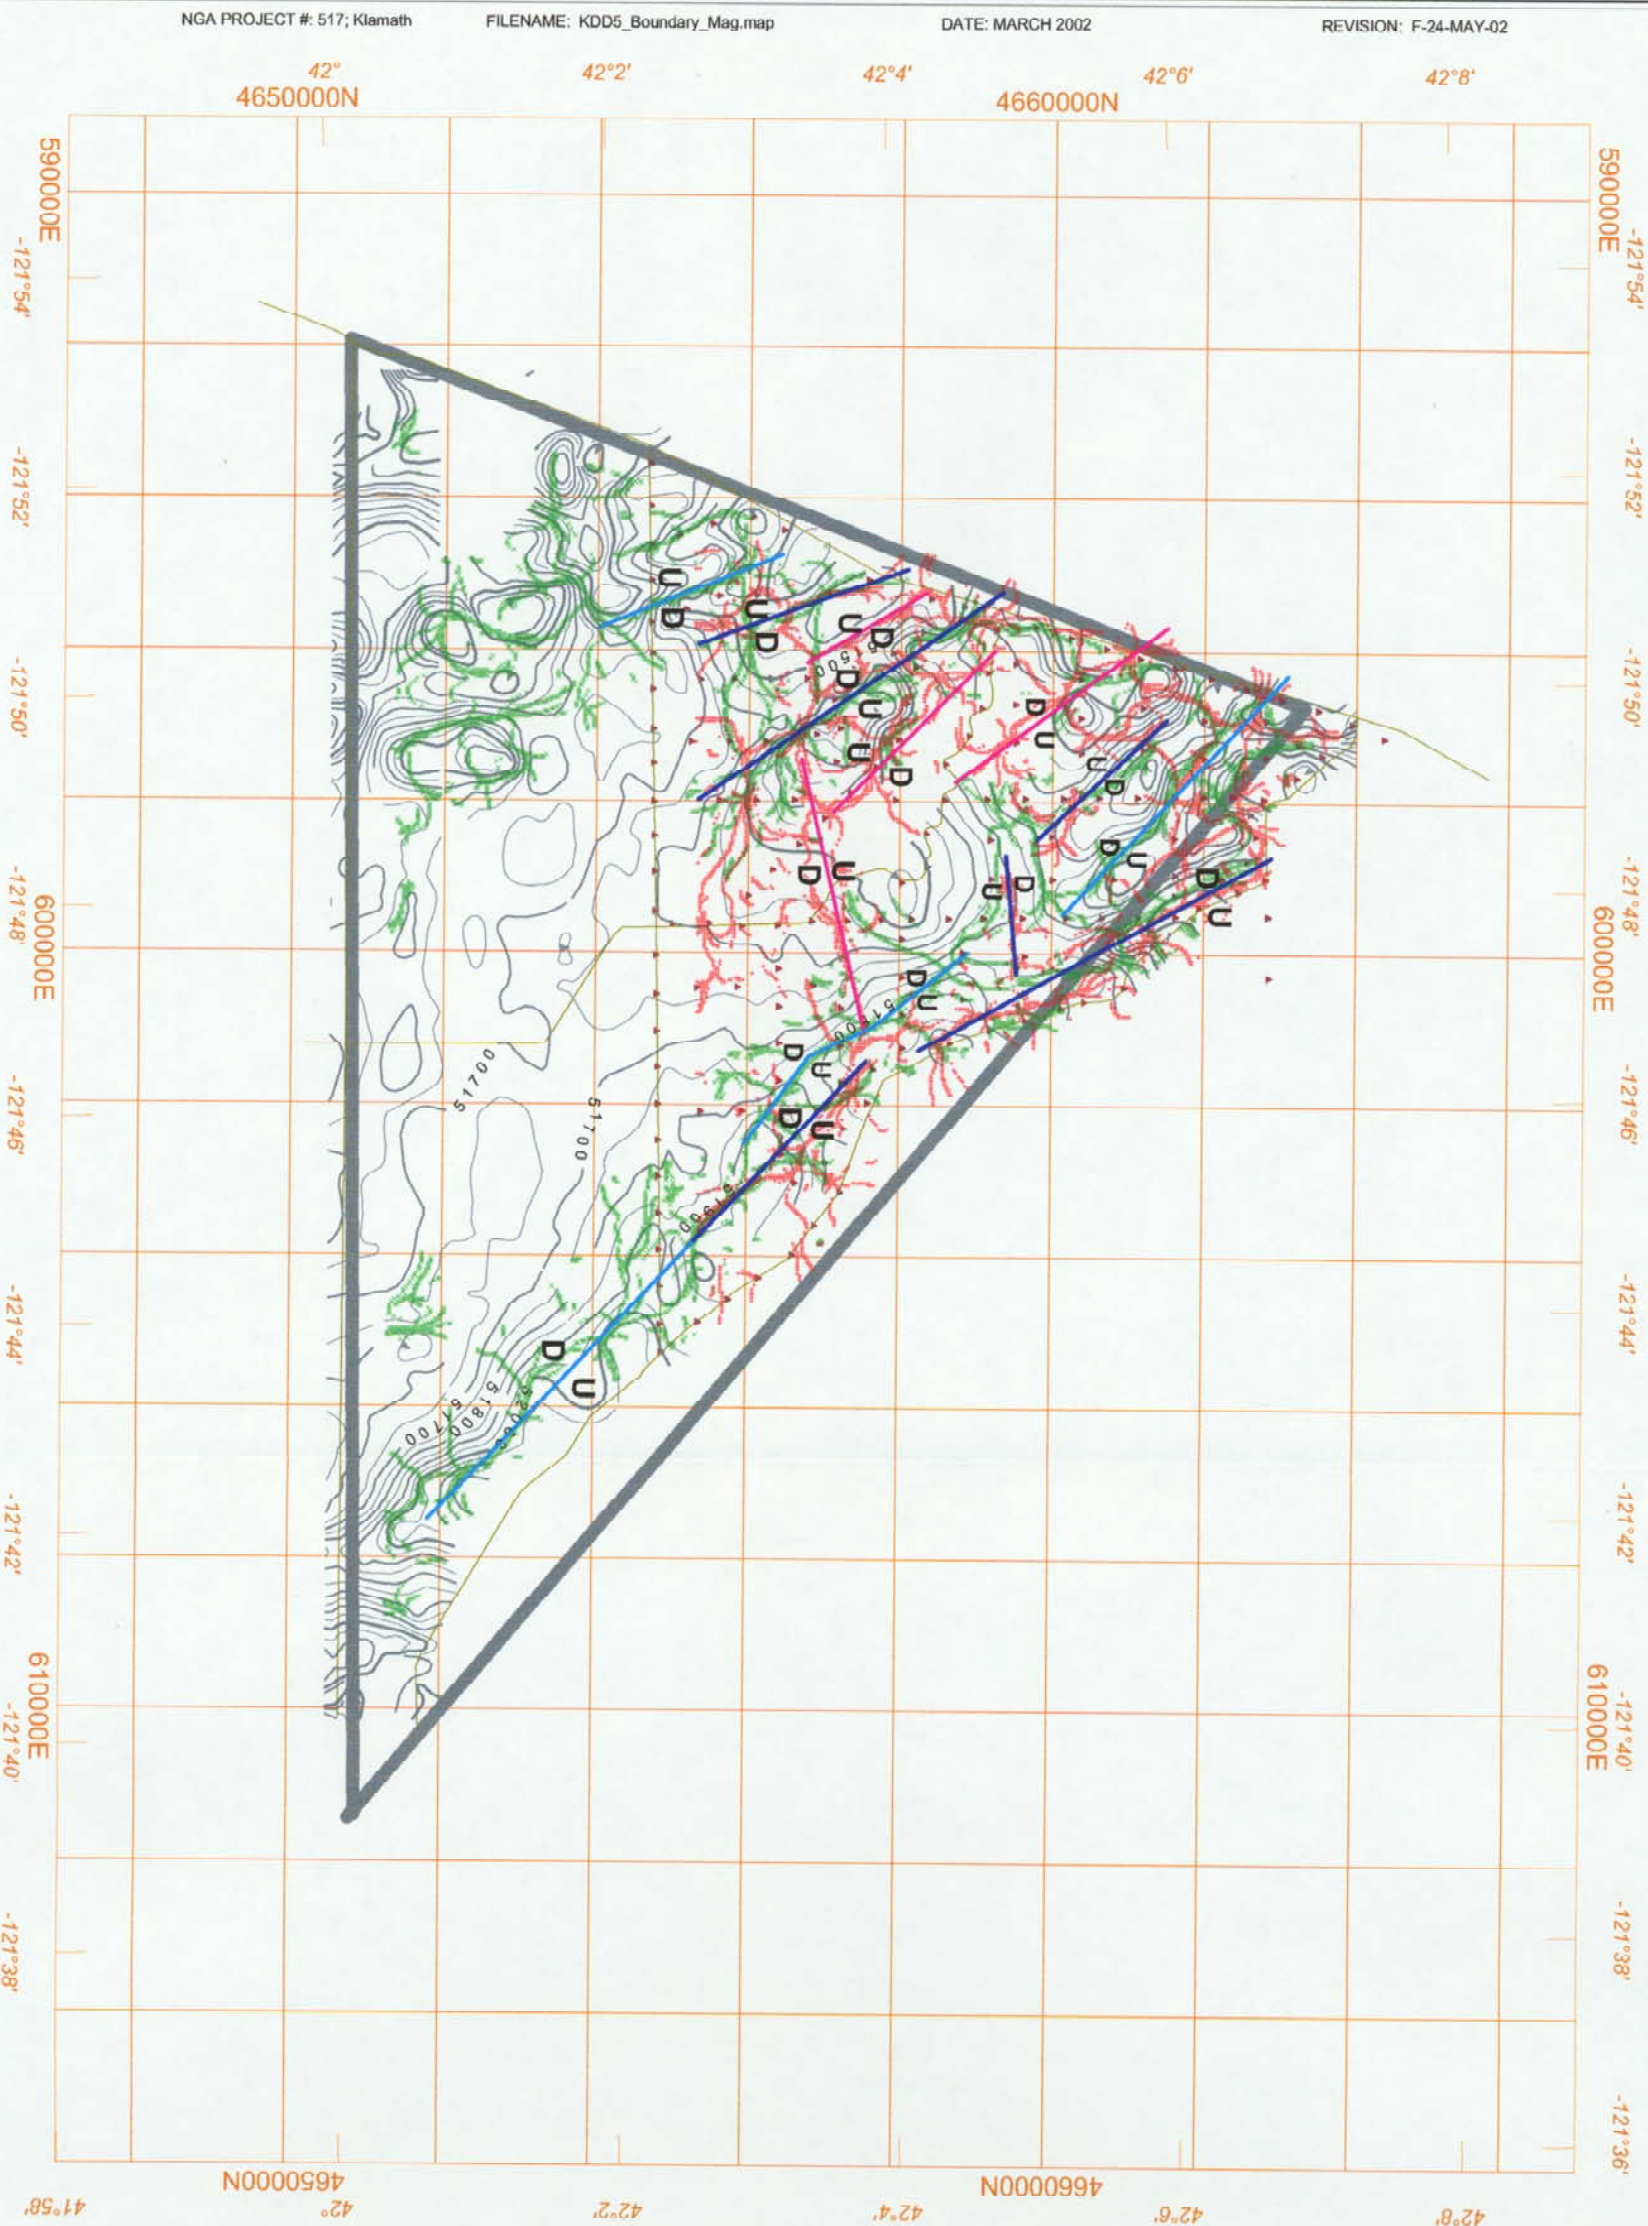 NGA PROJECT #: 517; Klamath FILENAME: KDD5_Boundary_Mag.map DATE: MARCH 2002 REVISION: F-24-MAY-02
42° 42°2' 42°4' 42°6' 42°8'
4650000N 4660000N
590000E 590000E
-121°54' -121°54'
-121°52' -121°52'
U
D
U
D
U
D
-121°50' -121°50'
D
U
D
U
U
D
U
D
D
U
U
D
D
U
D
U
600000E 600000E
-121°48' -121°48'
D
U
51800
D
U
51700
51700
D
U
-121°46' -121°46'
-121°44' -121°44'
D
U
51800
51700
-121°42' -121°42'
610000E 610000E
-121°40' -121°40'
-121°38' -121°38'
-121°36'
4650000N 4660000N
41°58' 42° 42°2' 42°4' 42°6' 42°8'